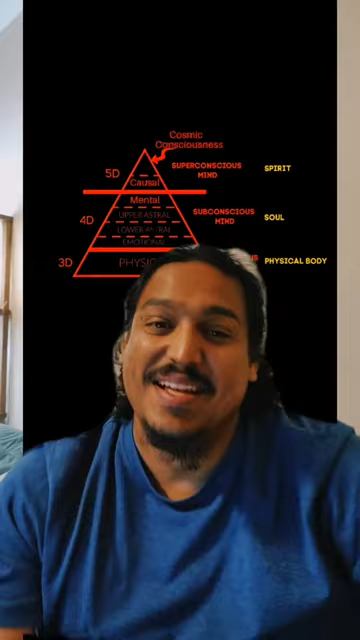 Cosmic
Consciousness
5D
SUPERCONSCIOUS
MIND
SPIRIT
Causal
Mental
4D
UPPER ASTRAL
SUBCONSCIOUS
MIND
SOUL
LOWER ASTRAL
EMOTIONAL
3D
PHYSICAL BODY